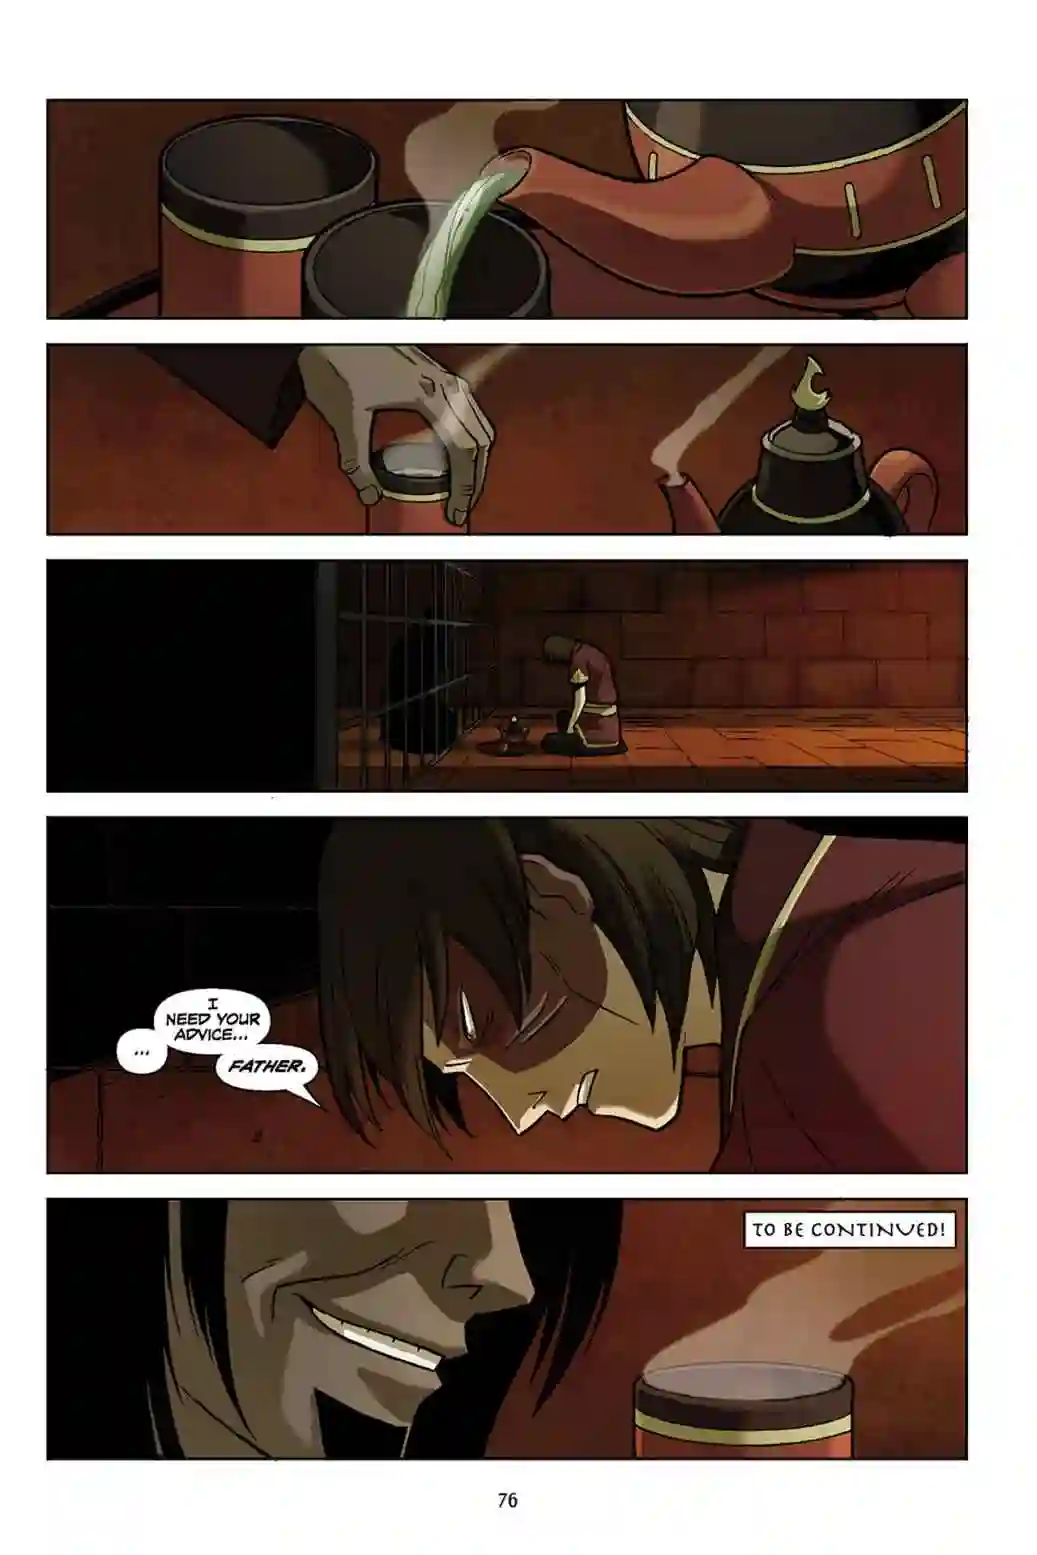 ...
I
NEED YOUR
ADVICE...
FATHER.
TO BE CONTINUED!
76